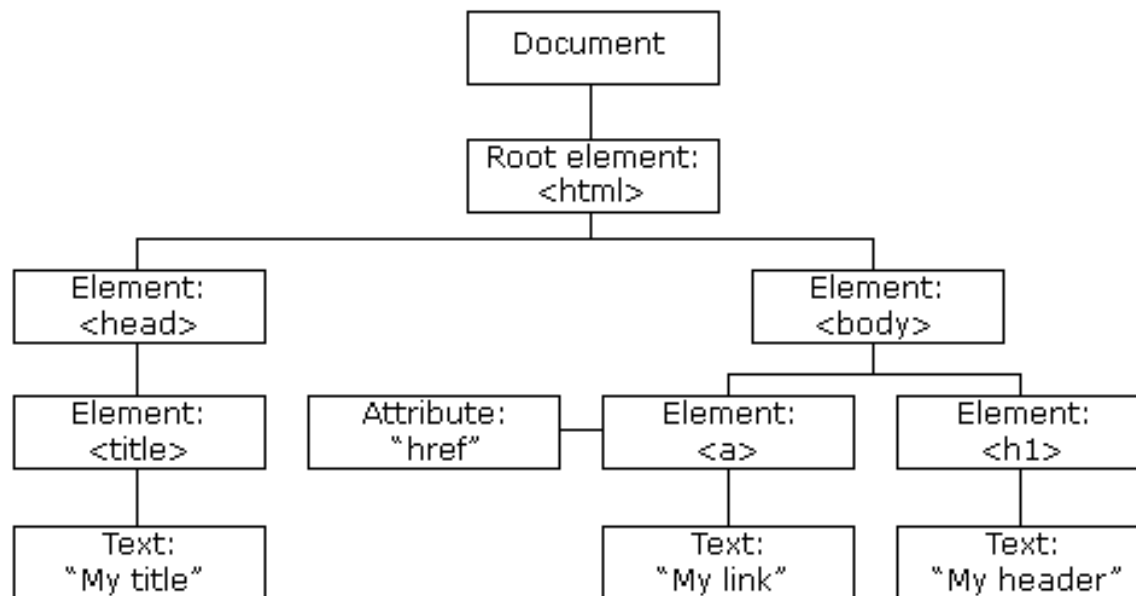 Document
Root element:
<html>
Element:
<head>
Element:
<body>
Element:
<title>
Attribute:
“href”
Element:
<a>
Element:
<h1>
Text:
“My title”
Text:
“My link”
Text:
“My header”